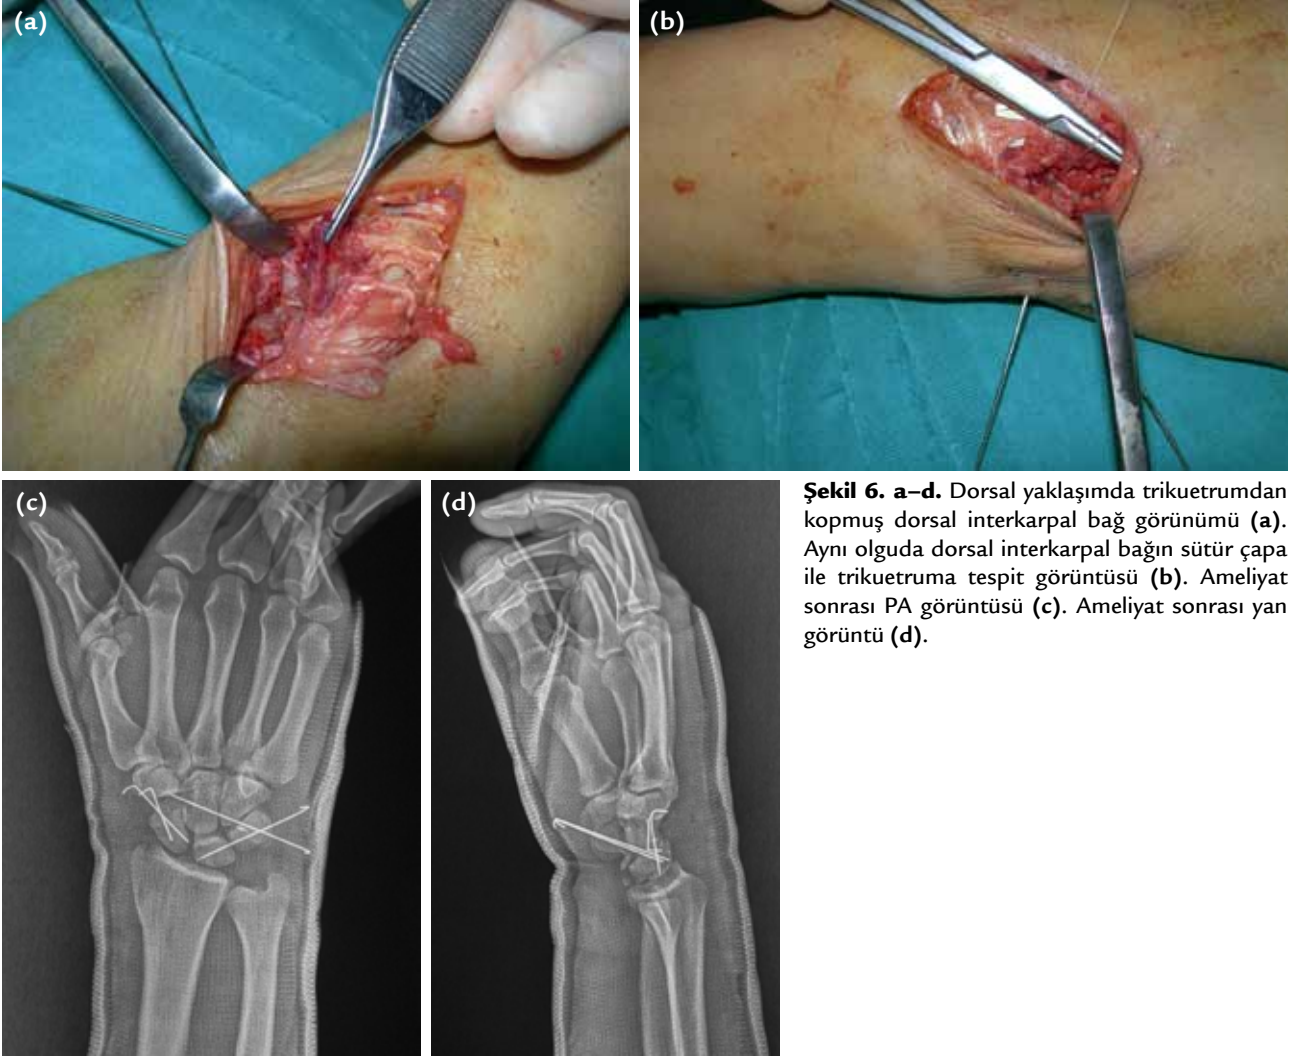 (a)
(b)
(c)
(d)
Şekil 6. a–d. Dorsal yaklaşımda trikuetrumdan
kopmuş dorsal interkarpal bağ görünümü (a).
Aynı olguda dorsal interkarpal bağın sütür çapa
ile trikuetruma tespit görüntüsü (b). Ameliyat
sonrası PA görüntüsü (c). Ameliyat sonrası yan
görüntü (d).